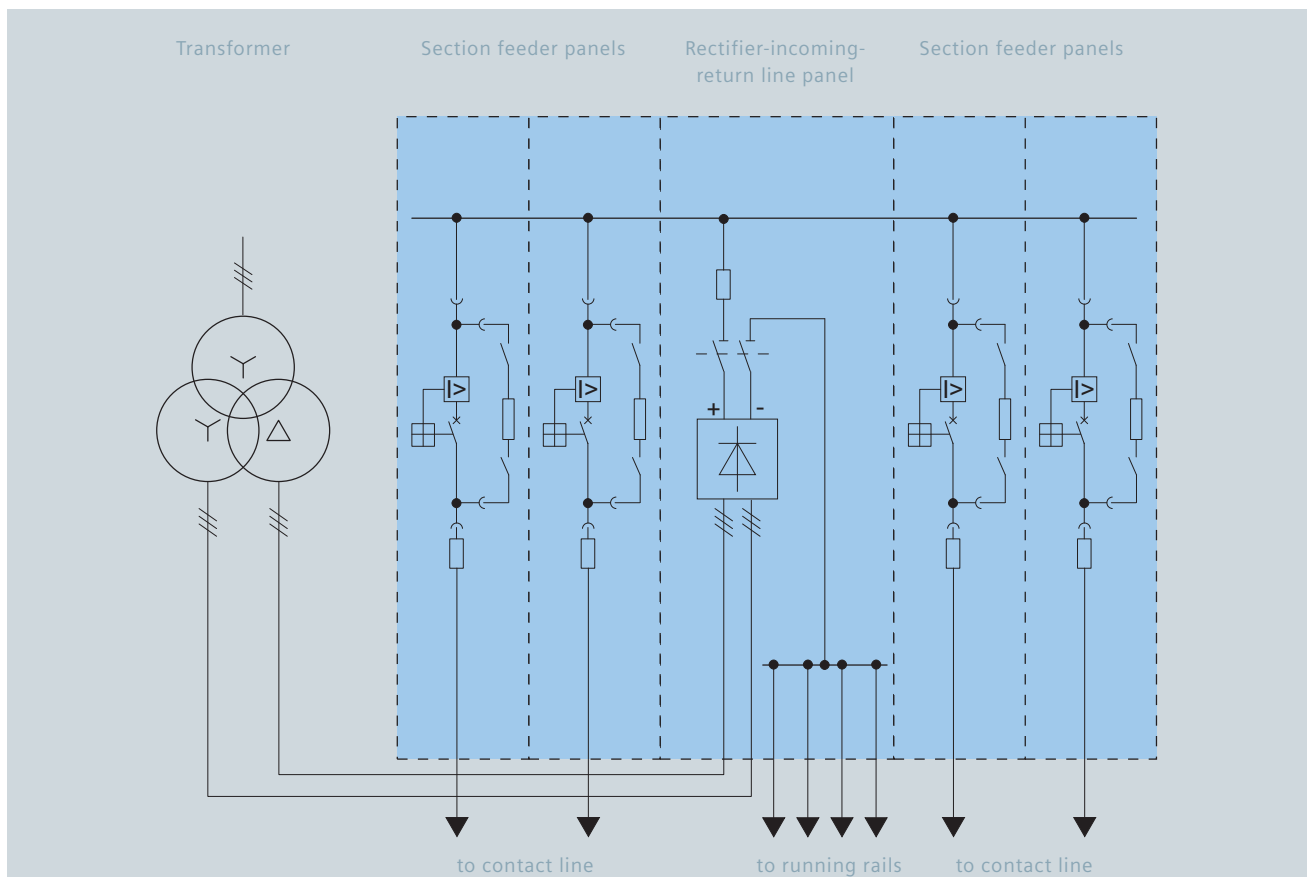 Transformer
Section feeder panels
Rectifier-incoming-
return line panel
Section feeder panels
I>
I>
I>
I>
+ -
to contact line
to running rails
to contact line